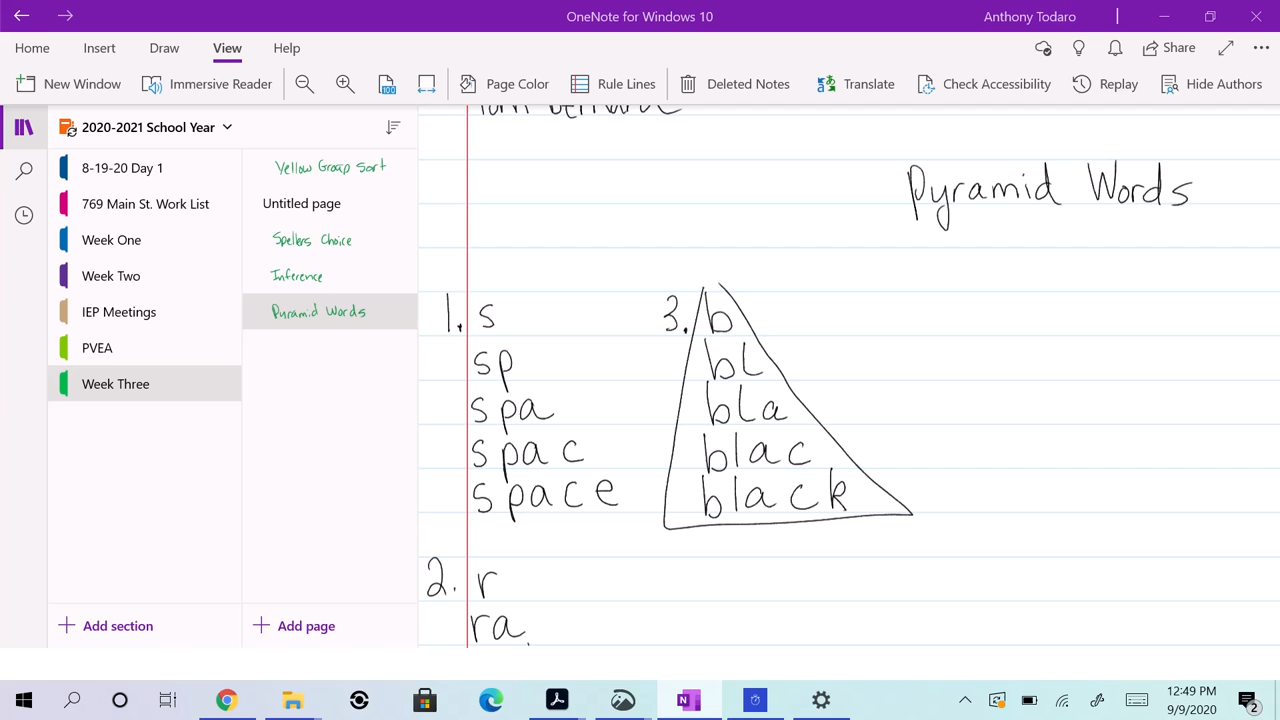 OneNote for Windows 10
Anthony Todaro
Home Insert Draw View Help
Share
New Window Immersive Reader Page Color Rule Lines Deleted Notes Translate Check Accessibility Replay Hide Authors
2020-2021 School Year
8-19-20 Day 1
769 Main St. Work List
Week One
Week Two
IEP Meetings
PVEA
Week Three
Add section
Yellow Group Sort
Untitled page
Spellers Choice
Inference
Pyramid Words
Add page
Pyramid Words
1. s
sp
spa
spac
space
2. r
ra
3. b
bl
bla
blac
black
12:49 PM
9/9/2020
2